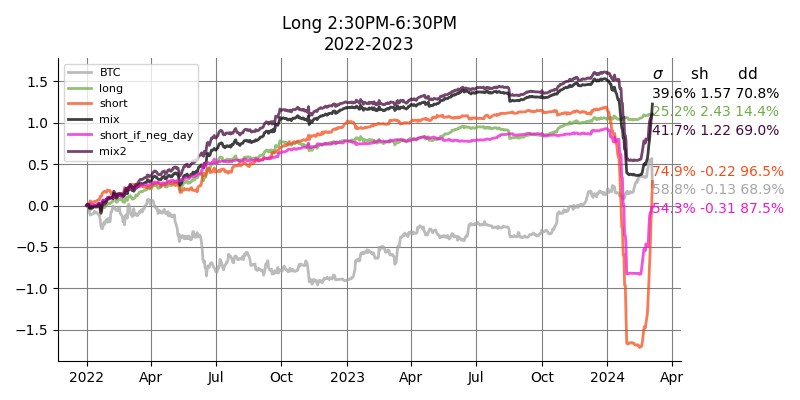 Long 2:30PM-6:30PM
2022-2023
σ sh dd
39.6% 1.57 70.8%
25.2% 2.43 14.4%
41.7% 1.22 69.0%
74.9% -0.22 96.5%
58.8% -0.13 68.9%
54.3% -0.31 87.5%
BTC
long
short
mix
short_if_neg_day
mix2
1.5
1.0
0.5
0.0
−0.5
−1.0
−1.5
2022 Apr Jul Oct 2023 Apr Jul Oct 2024 Apr